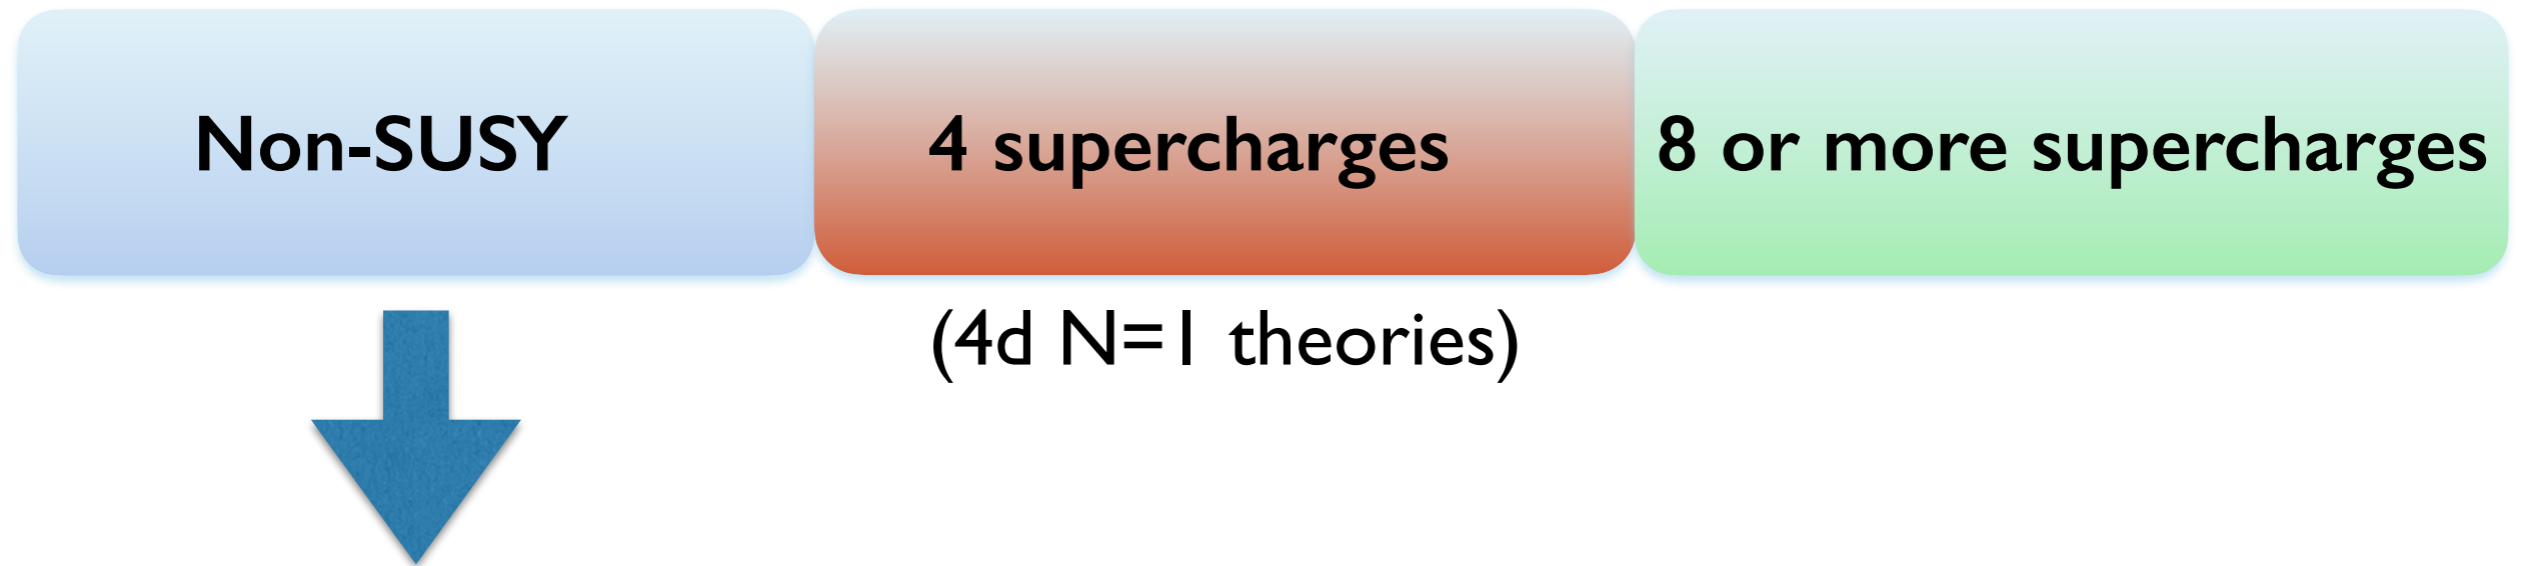 Non-SUSY
4 supercharges
8 or more supercharges
(4d N=1 theories)